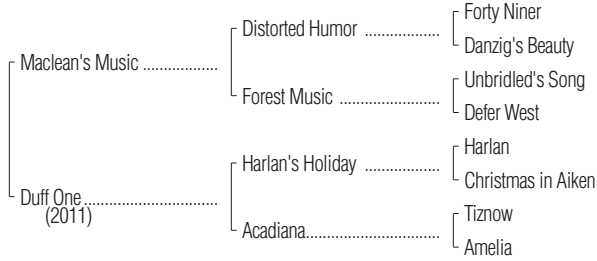 Forty Niner
Distorted Humor ..................
Danzig's Beauty
Maclean's Music ..................
Unbridled's Song
Forest Music ........................
Defer West
Harlan
Harlan's Holiday ..................
Christmas in Aiken
Duff One................................
(2011)
Tiznow
Acadiana................................
Amelia